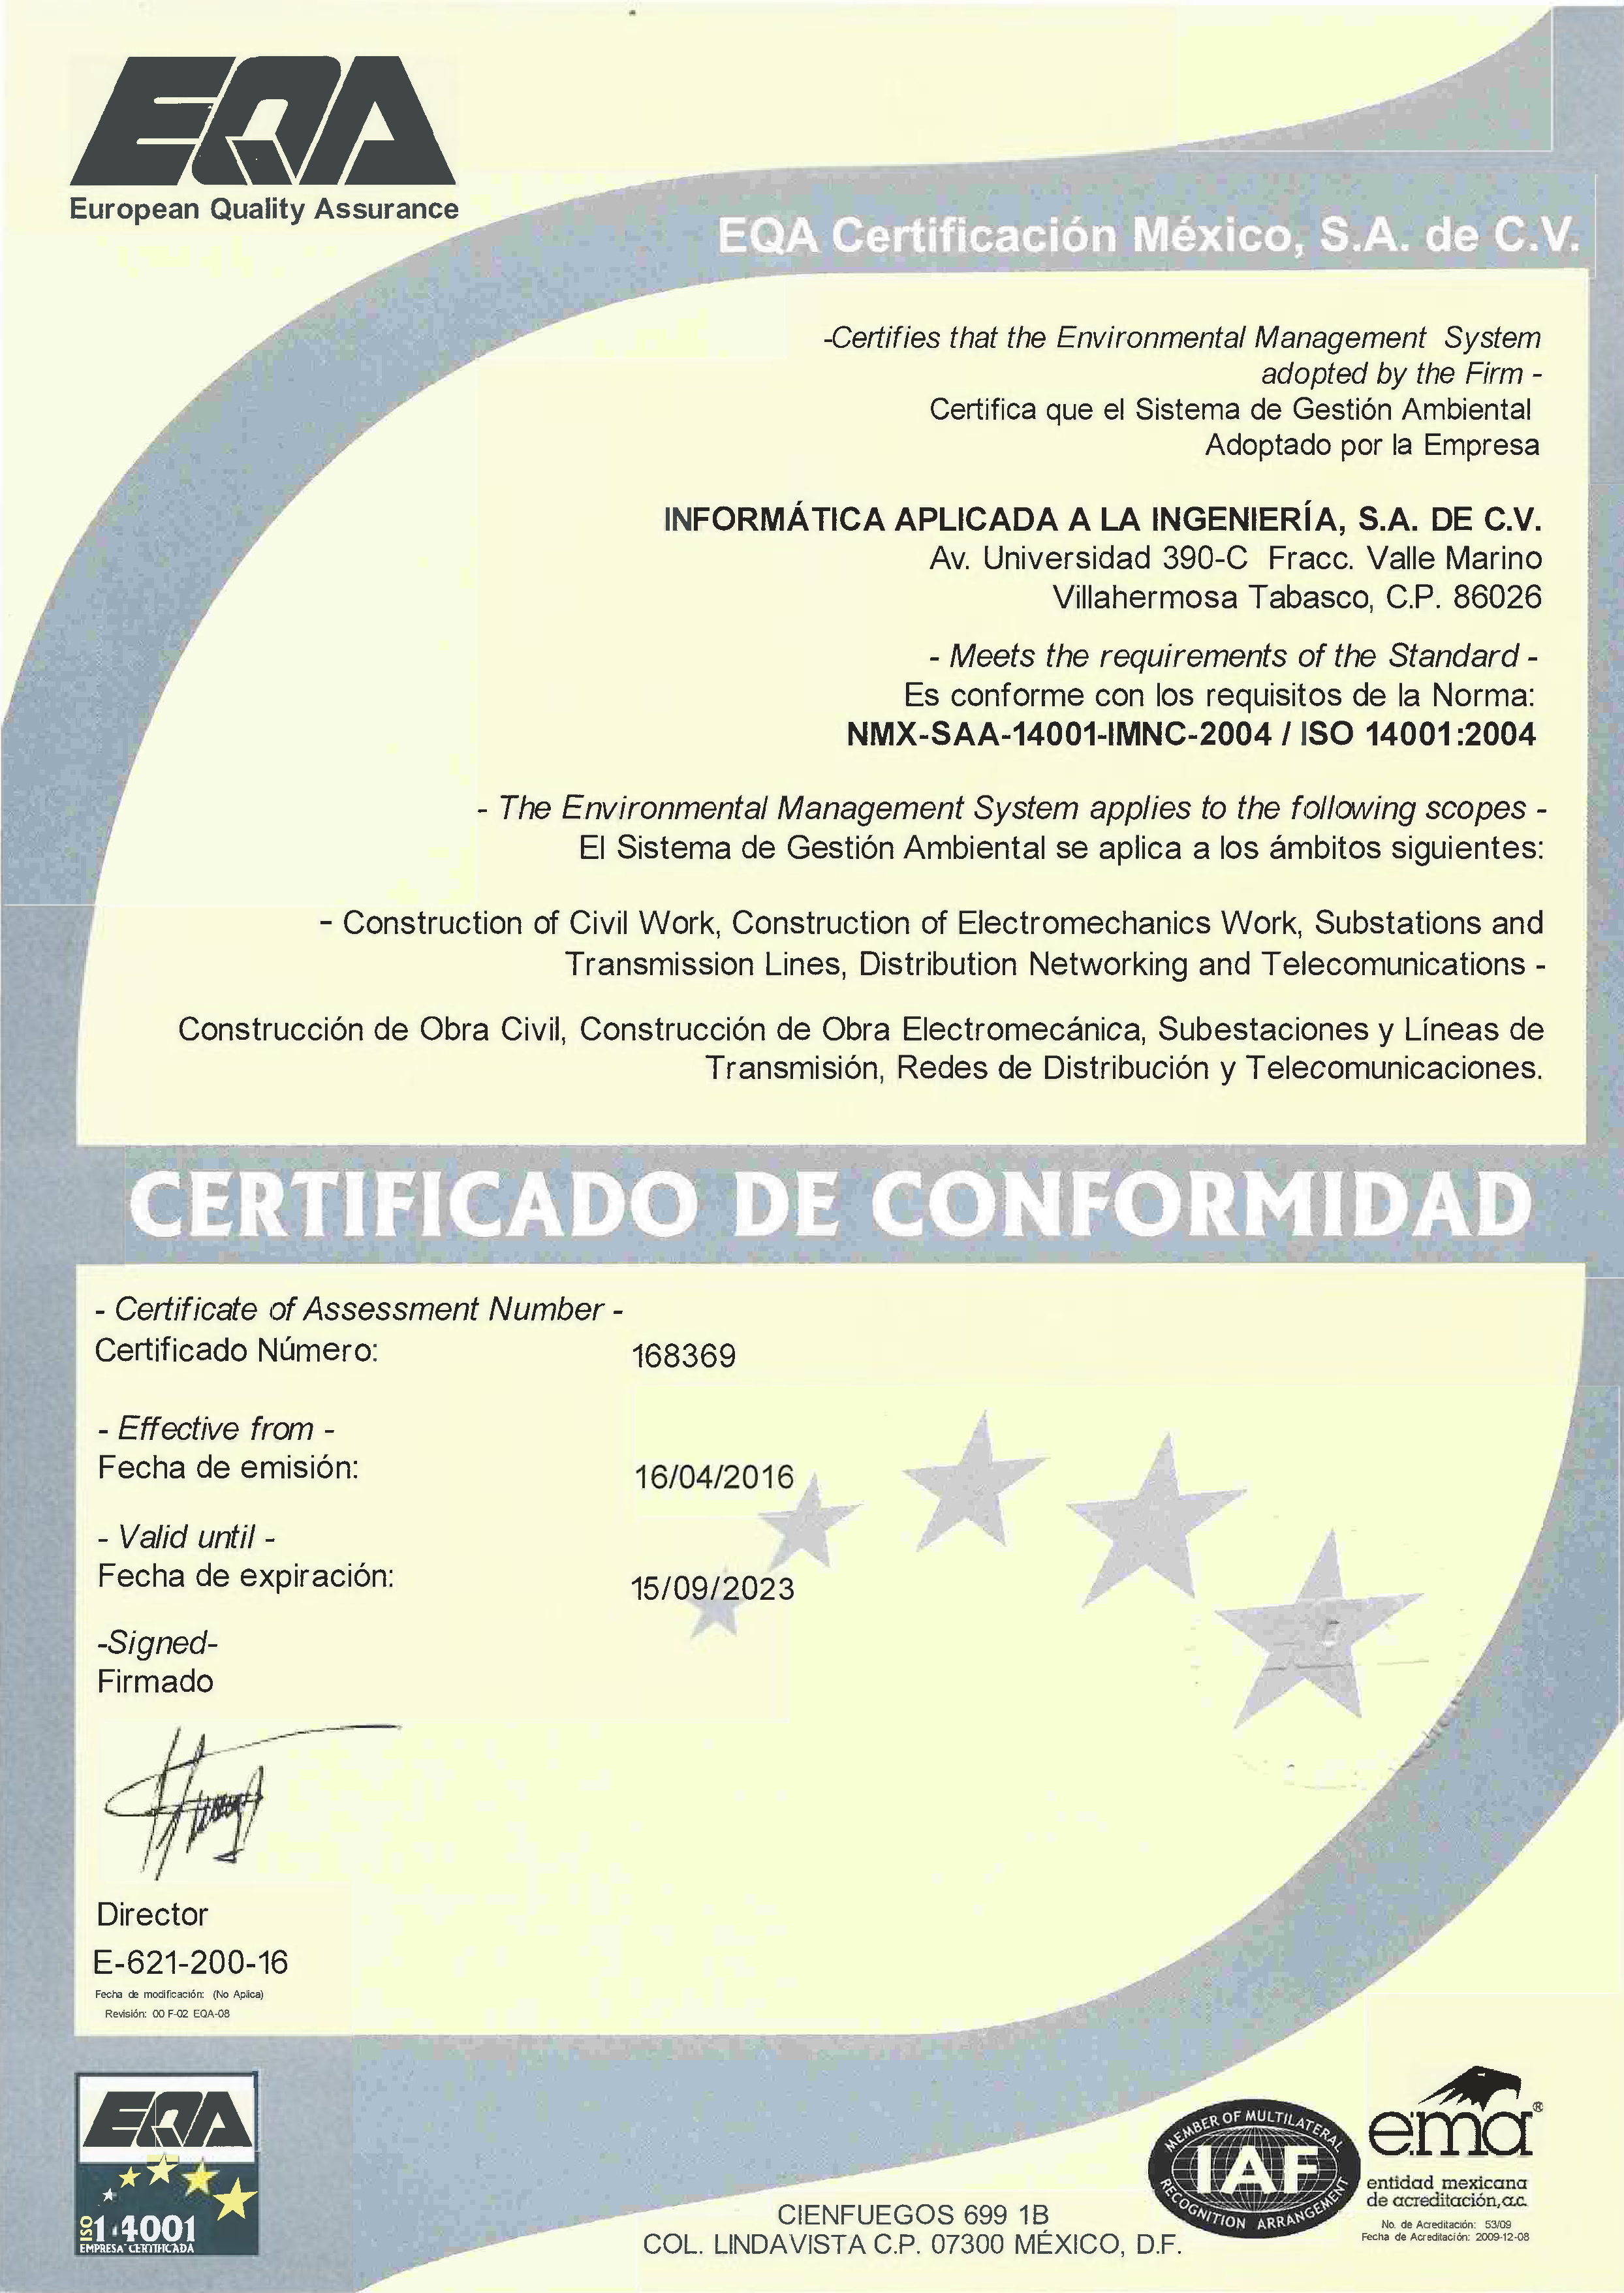 EQA
European Quality Assurance
EQA Certificación México, S.A. de C.V.
-Certifies that the Environmental Management System
adopted by the Firm -
Certifica que el Sistema de Gestión Ambiental
Adoptado por la Empresa
INFORMÁTICA APLICADA A LA INGENIERÍA, S.A. DE C.V.
Av. Universidad 390-C Fracc. Valle Marino
Villahermosa Tabasco, C.P. 86026
- Meets the requirements of the Standard -
Es conforme con los requisitos de la Norma:
NMX-SAA-14001-IMNC-2004 / ISO 14001:2004
- The Environmental Management System applies to the following scopes -
El Sistema de Gestión Ambiental se aplica a los ámbitos siguientes:
- Construction of Civil Work, Construction of Electromechanics Work, Substations and
Transmission Lines, Distribution Networking and Telecomunications -
Construcción de Obra Civil, Construcción de Obra Electromecánica, Subestaciones y Líneas de
Transmisión, Redes de Distribución y Telecomunicaciones.
CERTIFICADO DE CONFORMIDAD
- Certificate of Assessment Number -
Certificado Número: 168369
- Effective from -
Fecha de emisión: 16/04/2016
- Valid until -
Fecha de expiración: 15/09/2023
-Signed-
Firmado
Director
E-621-200-16
Fecha de modificación: (No Aplica)
Revisión: 00 F-02 EQA-08
EQA
ISO 14001
EMPRESA CERTIFICADA
CIENFUEGOS 699 1B
COL. LINDAVISTA C.P. 07300 MÉXICO, D.F.
MEMBER OF MULTILATERAL
IAF
RECOGNITION ARRANGEMENT
ema®
entidad mexicana
de acreditación, a.c.
No. de Acreditación: 53/09
Fecha de Acreditación: 2009-12-08